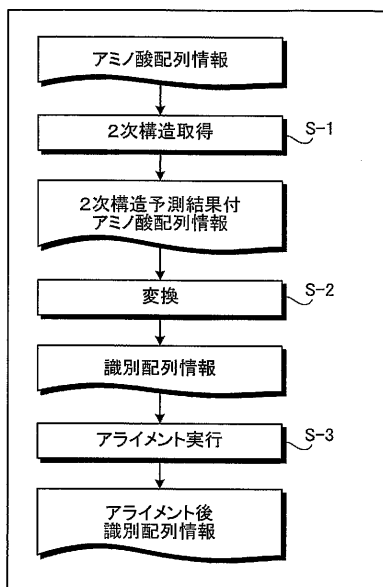 アミノ酸配列情報
2次構造取得
S-1
2次構造予測結果付
アミノ酸配列情報
変換
S-2
識別配列情報
アライメント実行
S-3
アライメント後
識別配列情報